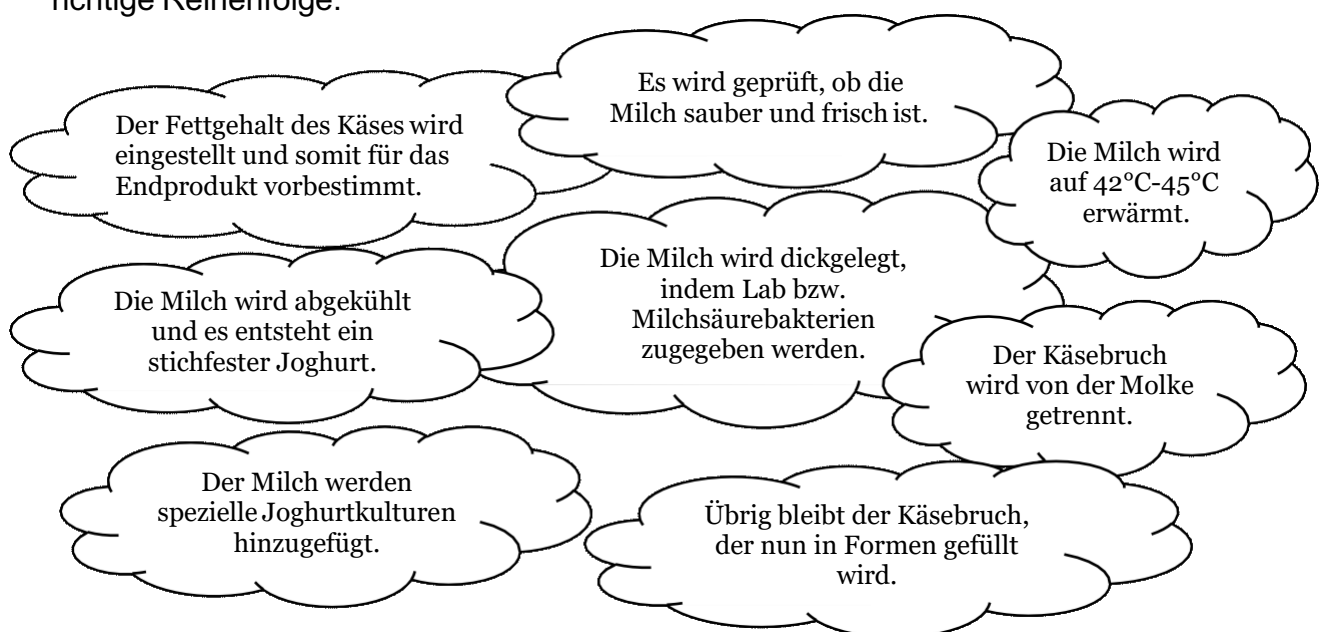 richtige Reihenfolge.
Es wird geprüft, ob die
Milch sauber und frisch ist.
Der Fettgehalt des Käses wird
eingestellt und somit für das
Endprodukt vorbestimmt.
Die Milch wird
auf 42°C-45°C
erwärmt.
Die Milch wird dickgelegt,
indem Lab bzw.
Milchsäurebakterien
zugegeben werden.
Die Milch wird abgekühlt
und es entsteht ein
stichfester Joghurt.
Der Käsebruch
wird von der Molke
getrennt.
Der Milch werden
spezielle Joghurtkulturen
hinzugefügt.
Übrig bleibt der Käsebruch,
der nun in Formen gefüllt
wird.